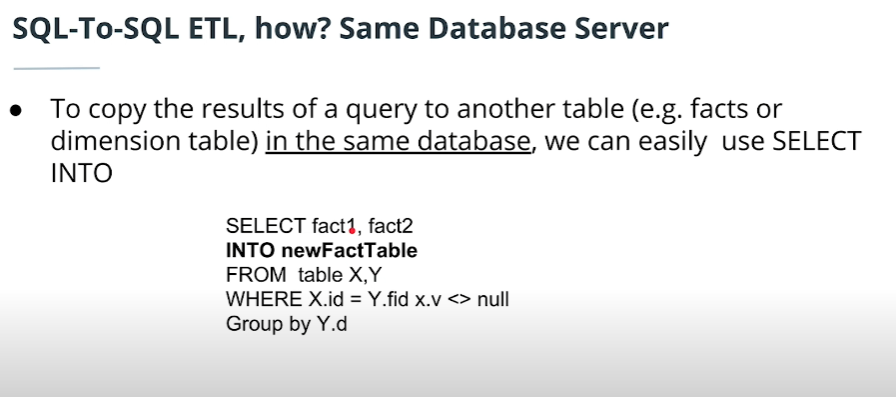 SQL-To-SQL ETL, how? Same Database Server
● To copy the results of a query to another table (e.g. facts or
dimension table) in the same database, we can easily use SELECT
INTO
SELECT fact1, fact2
INTO newFactTable
FROM table X,Y
WHERE X.id = Y.fid x.v <> null
Group by Y.d